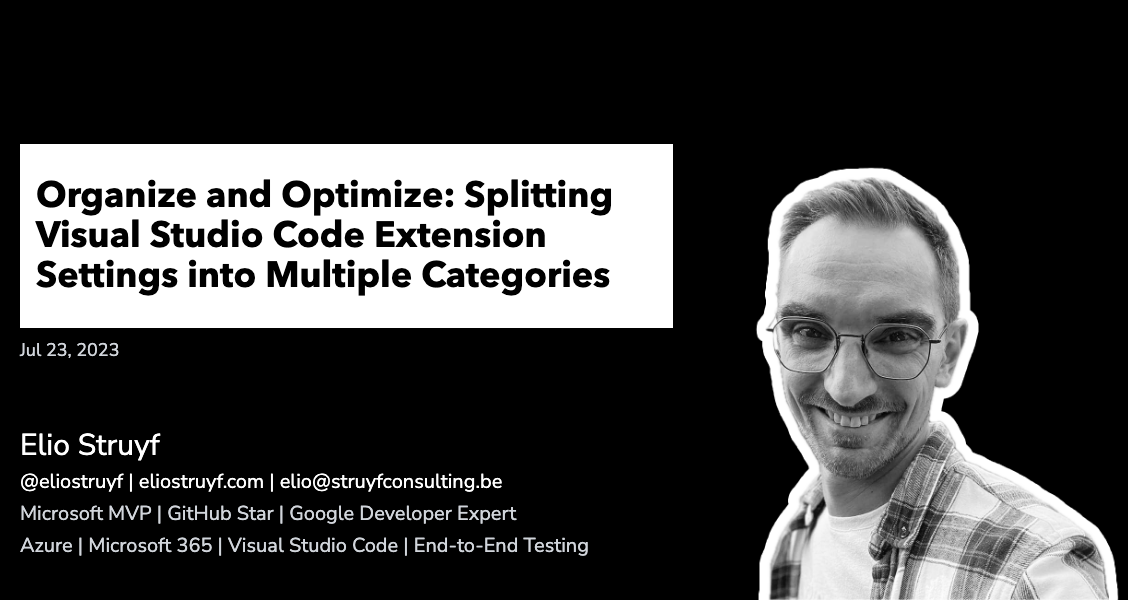 Organize and Optimize: Splitting
Visual Studio Code Extension
Settings into Multiple Categories
Jul 23, 2023
Elio Struyf
@eliostruyf | eliostruyf.com | elio@struyfconsulting.be
Microsoft MVP | GitHub Star | Google Developer Expert
Azure | Microsoft 365 | Visual Studio Code | End-to-End Testing